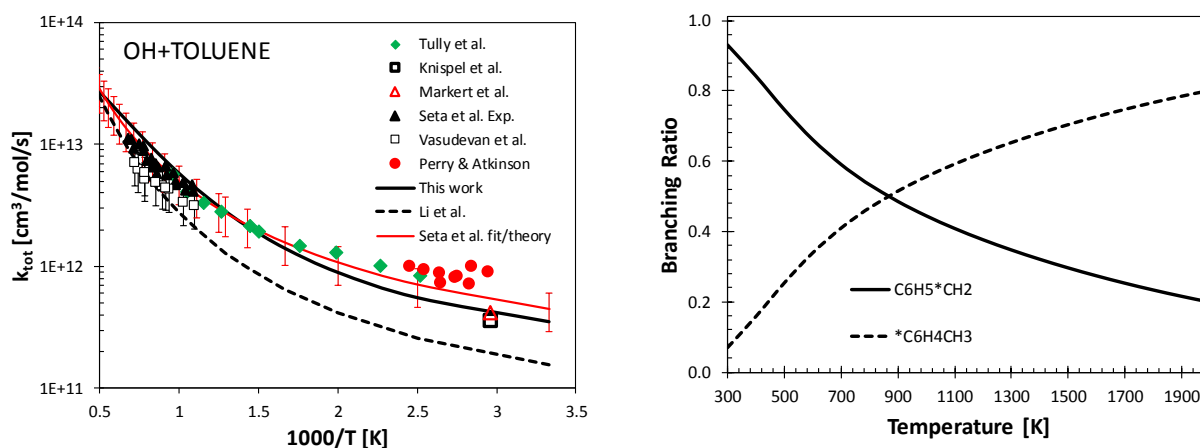 OH+TOLUENE
Tully et al.
Knispel et al.
Markert et al.
Seta et al. Exp.
Vasudevan et al.
Perry & Atkinson
This work
Li et al.
Seta et al. fit/theory
k_tot [cm³/mol/s]
1E+14
1E+13
1E+12
1E+11
0.5 1 1.5 2 2.5 3 3.5
1000/T [K]
Branching Ratio
1.0
0.8
0.6
0.4
0.2
0.0
C6H5*CH2
*C6H4CH3
300 500 700 900 1100 1300 1500 1700 1900
Temperature [K]